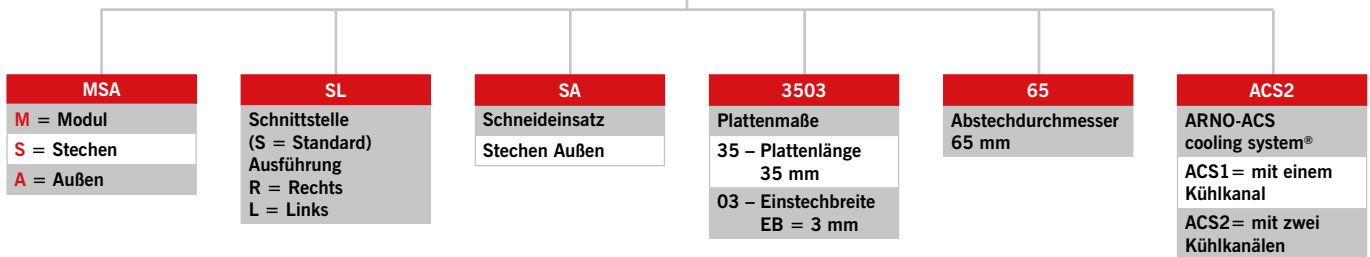 MSA
M = Modul
S = Stechen
A = Außen
SL
Schnittstelle
(S = Standard)
Ausführung
R = Rechts
L = Links
SA
Schneideinsatz
Stechen Außen
3503
Plattenmaße
35 – Plattenlänge
35 mm
03 – Einstechbreite
EB = 3 mm
65
Abstechdurchmesser
65 mm
ACS2
ARNO-ACS
cooling system®
ACS1= mit einem
Kühlkanal
ACS2= mit zwei
Kühlkanälen